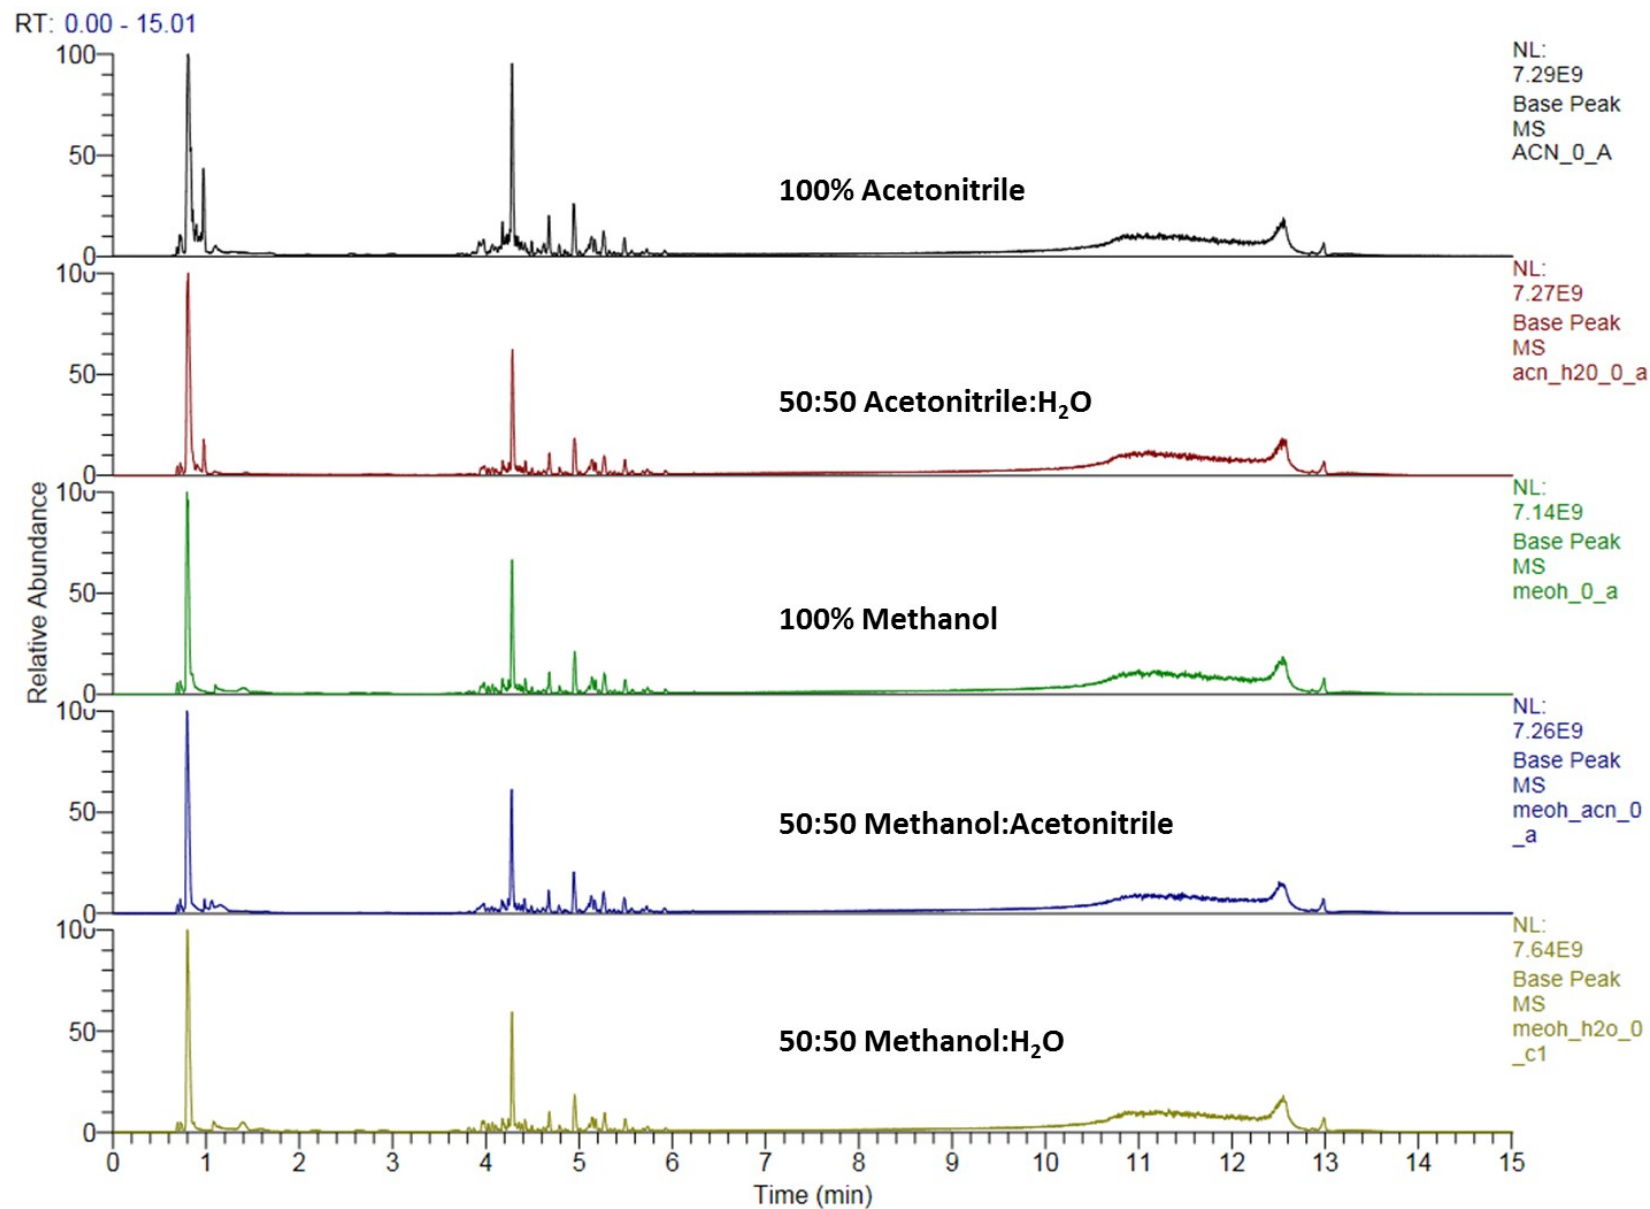 RT: 0.00 - 15.01
100
50
0
100% Acetonitrile
NL:
7.29E9
Base Peak
MS
ACN_0_A
100
50
0
50:50 Acetonitrile:H₂O
NL:
7.27E9
Base Peak
MS
acn_h20_0_a
100
50
0
100% Methanol
NL:
7.14E9
Base Peak
MS
meoh_0_a
Relative Abundance
100
50
0
50:50 Methanol:Acetonitrile
NL:
7.26E9
Base Peak
MS
meoh_acn_0
_a
100
50
0
50:50 Methanol:H₂O
NL:
7.64E9
Base Peak
MS
meoh_h2o_0
_c1
0 1 2 3 4 5 6 7 8 9 10 11 12 13 14 15
Time (min)